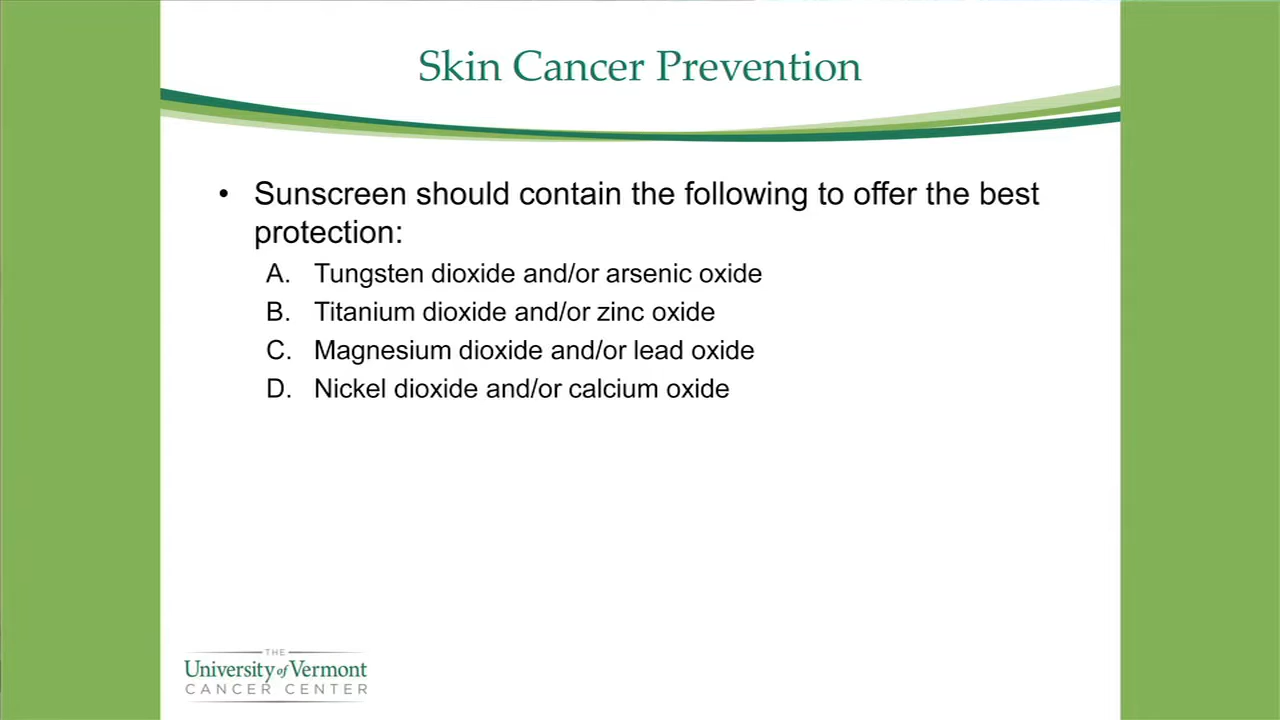 Skin Cancer Prevention
• Sunscreen should contain the following to offer the best
protection:
A. Tungsten dioxide and/or arsenic oxide
B. Titanium dioxide and/or zinc oxide
C. Magnesium dioxide and/or lead oxide
D. Nickel dioxide and/or calcium oxide
THE
University of Vermont
CANCER CENTER